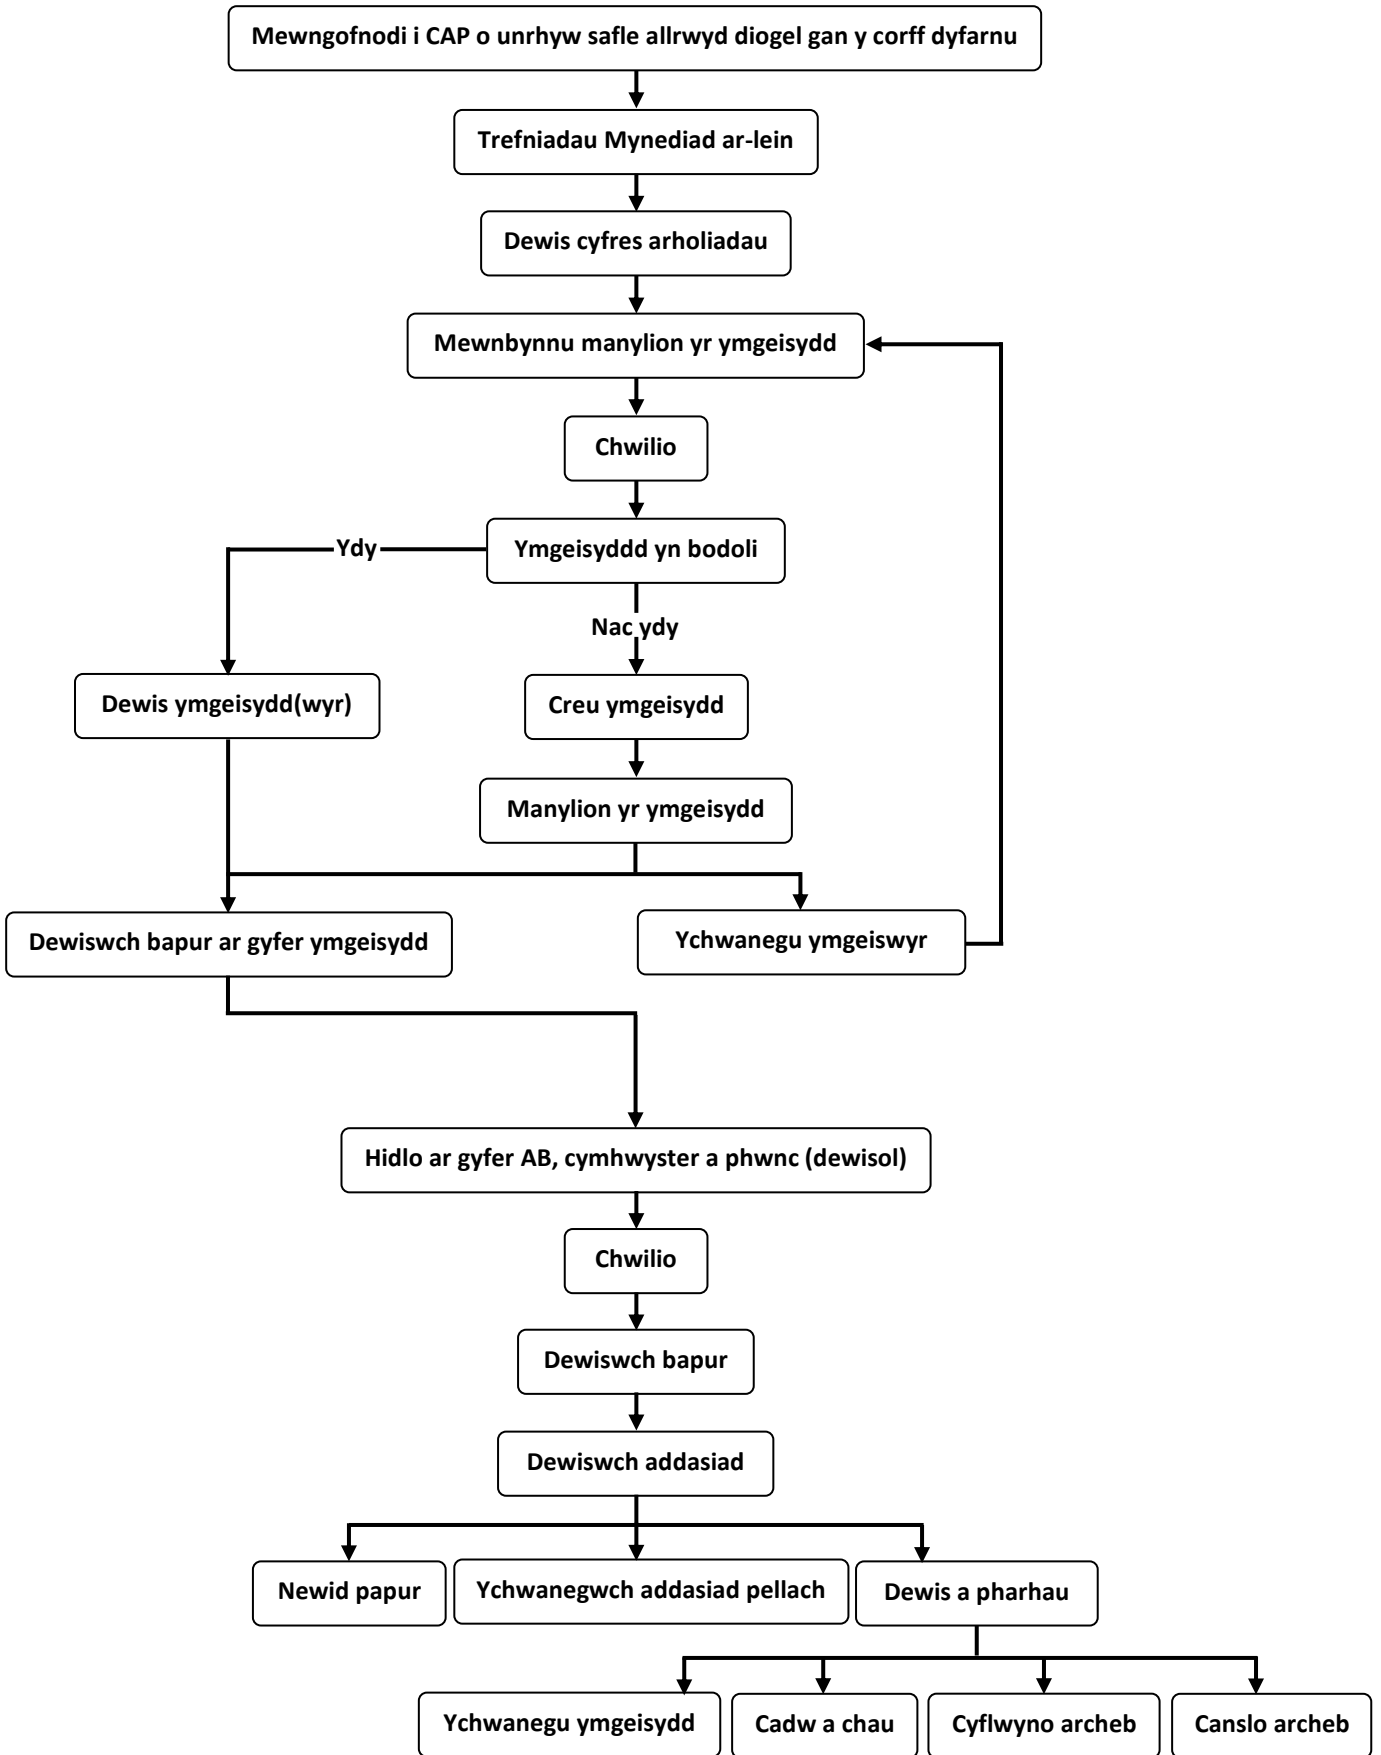 Mewngofnodi i CAP o unrhyw safle allrwyd diogel gan y corff dyfarnu
Trefniadau Mynediad ar-lein
Dewis cyfres arholiadau
Mewnbynnu manylion yr ymgeisydd
Chwilio
Ymgeisyddd yn bodoli
Ydy
Nac ydy
Dewis ymgeisydd(wyr)
Creu ymgeisydd
Manylion yr ymgeisydd
Dewiswch bapur ar gyfer ymgeisydd
Ychwanegu ymgeiswyr
Hidlo ar gyfer AB, cymhwyster a phwnc (dewisol)
Chwilio
Dewiswch bapur
Dewiswch addasiad
Newid papur
Ychwanegwch addasiad pellach
Dewis a pharhau
Ychwanegu ymgeisydd
Cadw a chau
Cyflwyno archeb
Canslo archeb